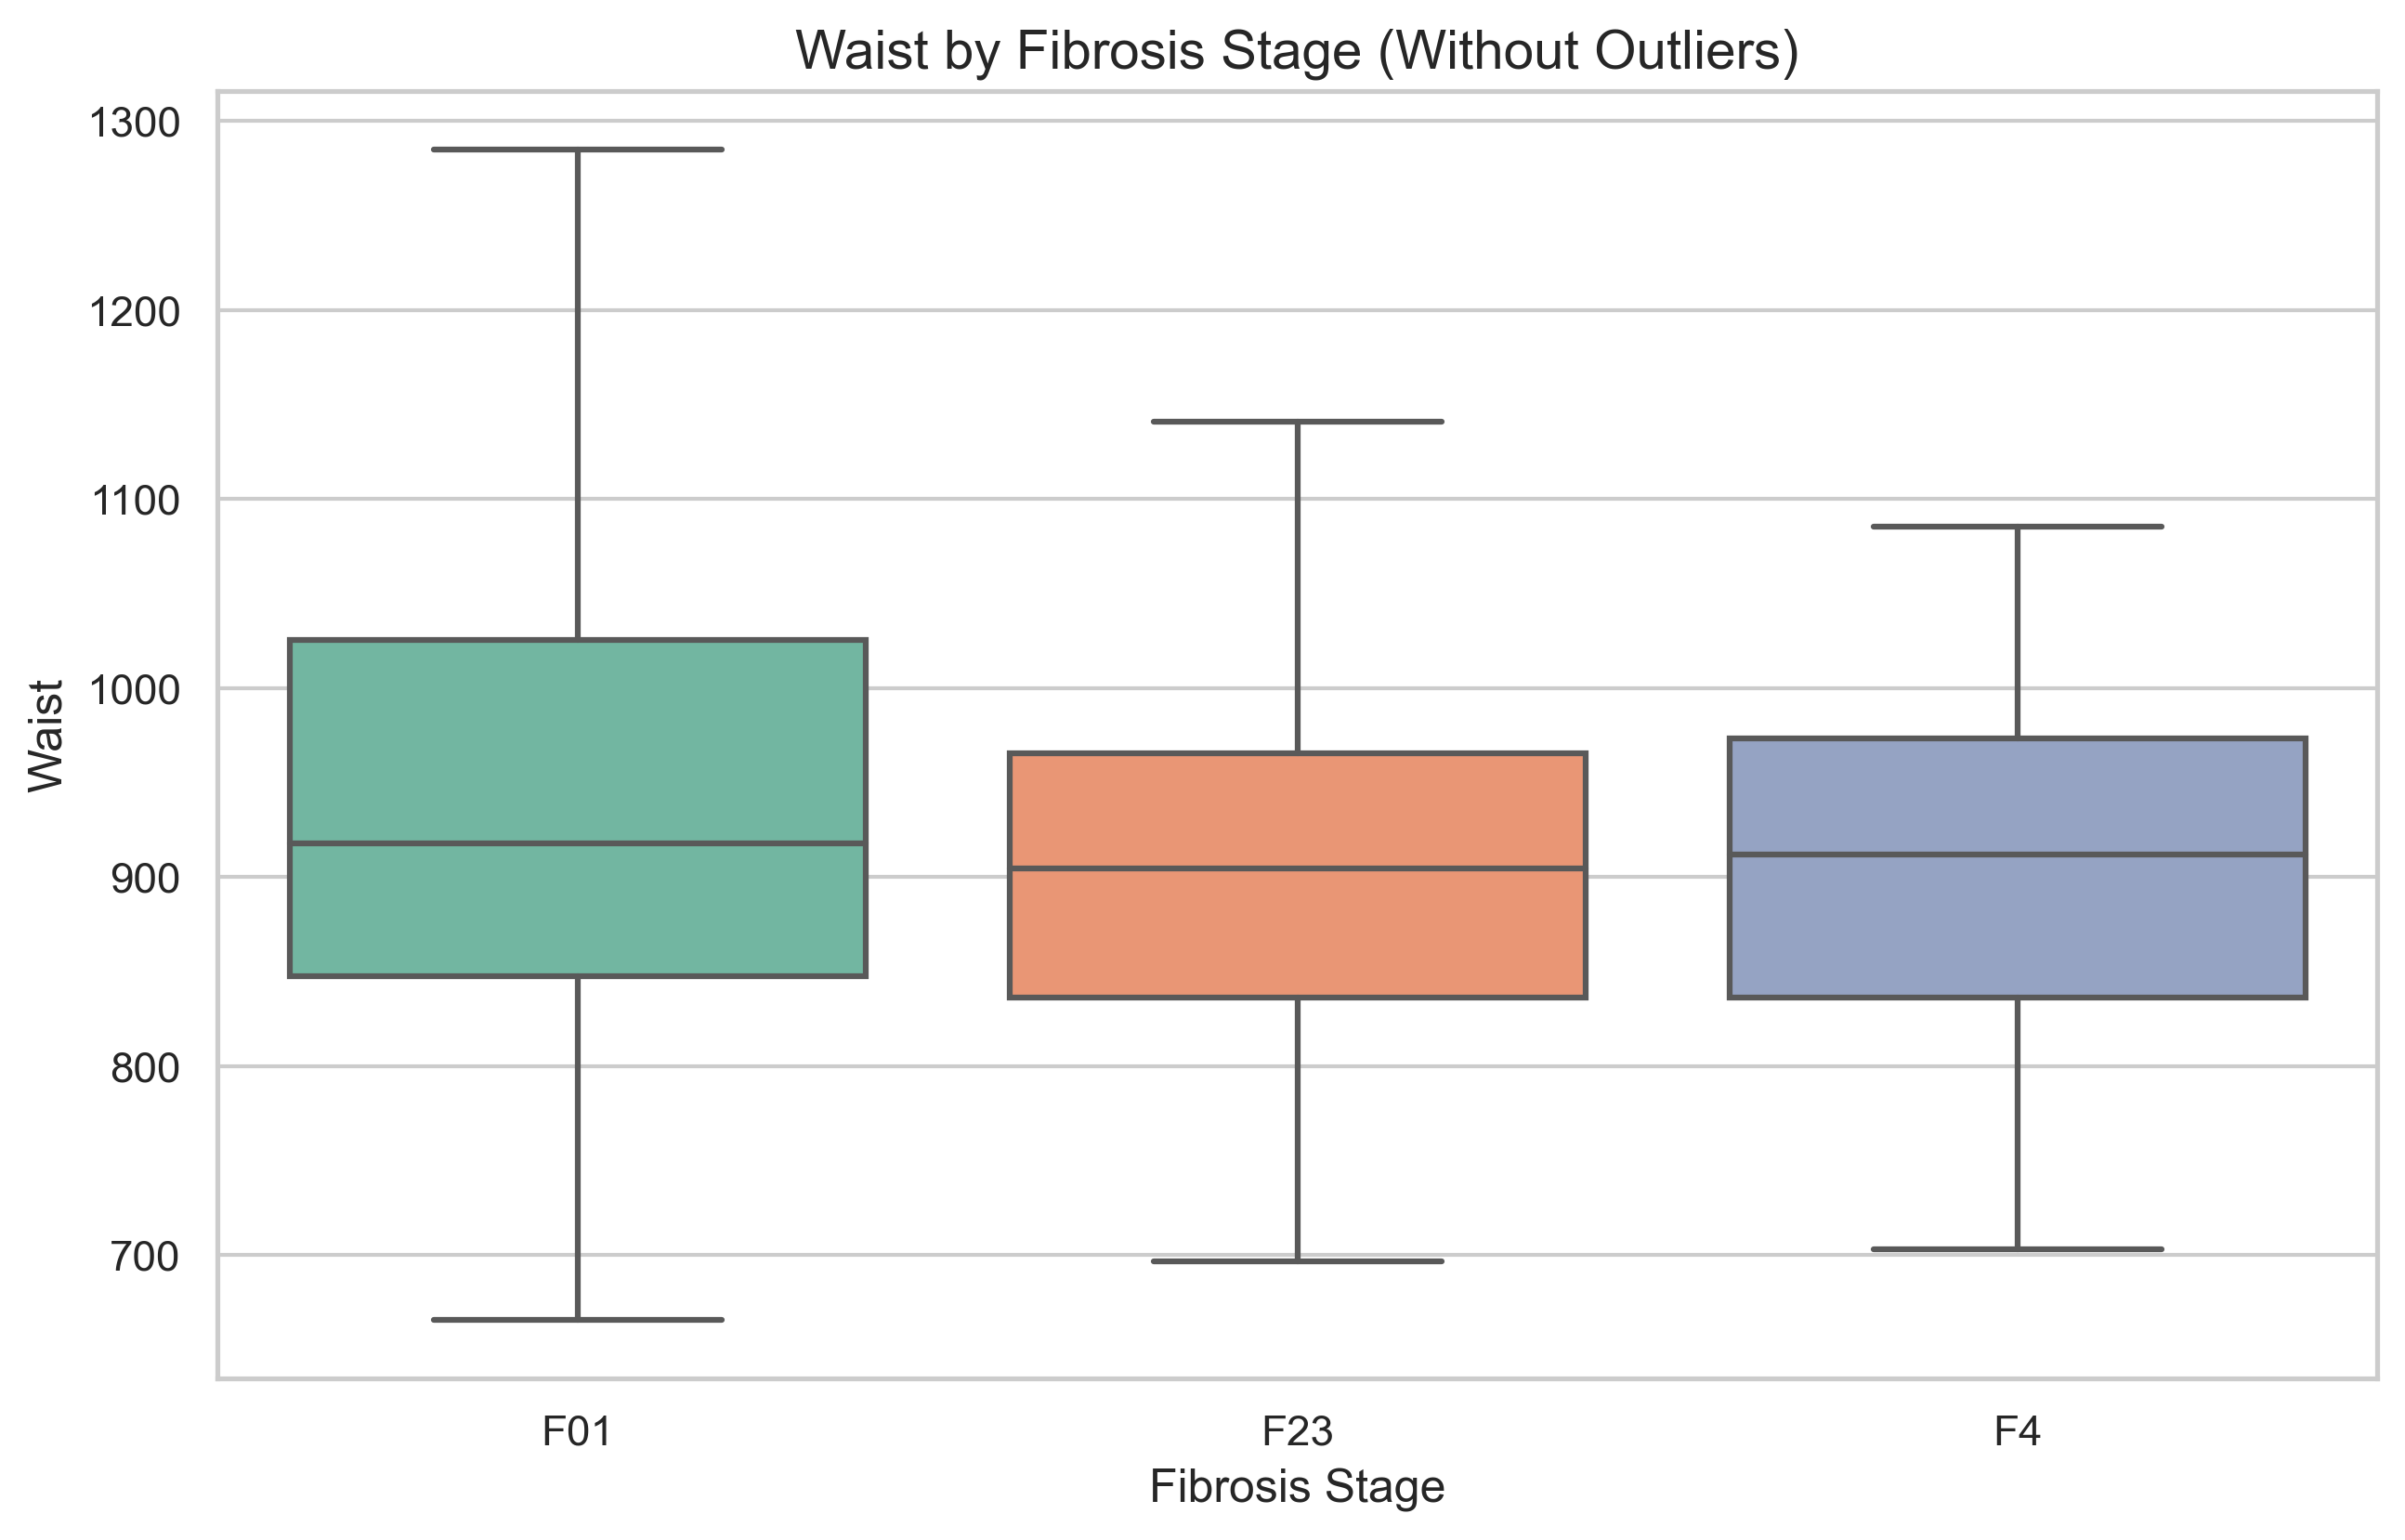 Waist by Fibrosis Stage (Without Outliers)
1300
1200
1100
1000
900
800
700
Waist
F01
F23
F4
Fibrosis Stage